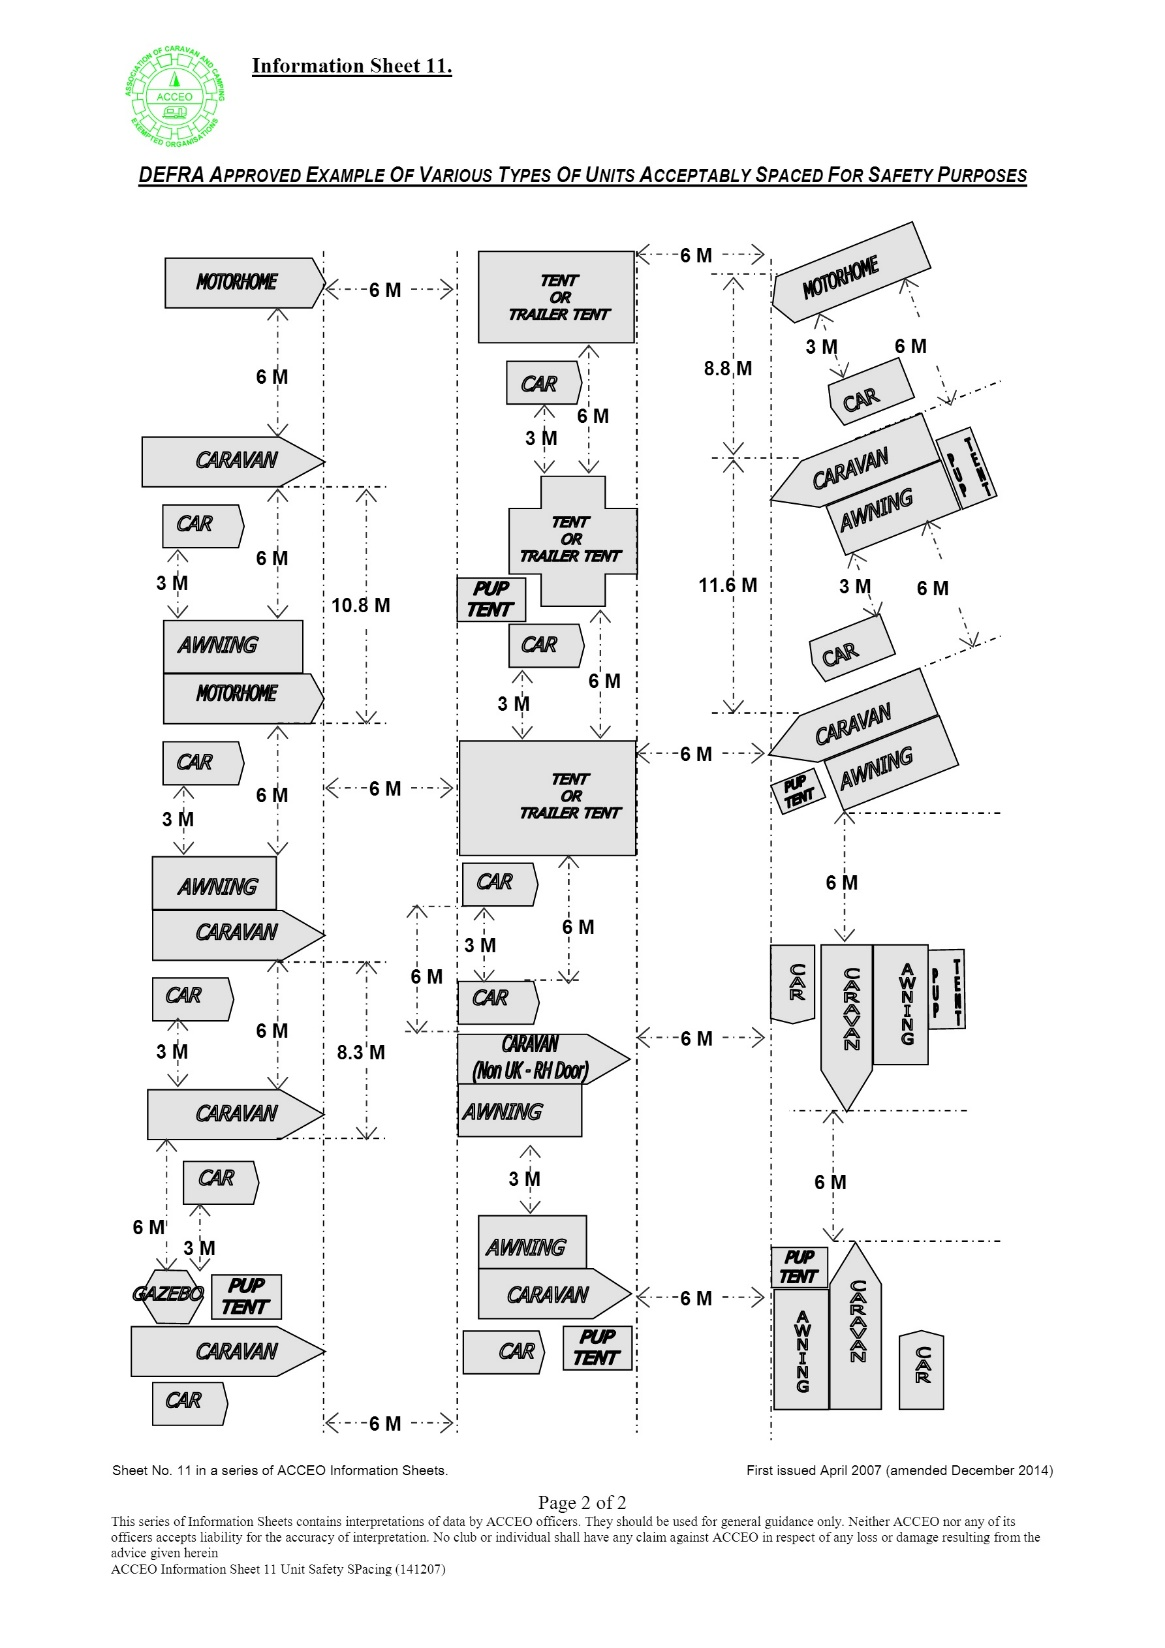 ASSOCIATION OF CARAVAN AND CAMPING
ACCEO
EXEMPTED ORGANISATIONS
Information Sheet 11.
DEFRA APPROVED EXAMPLE OF VARIOUS TYPES OF UNITS ACCEPTABLY SPACED FOR SAFETY PURPOSES
MOTORHOME
6 M
6 M
CARAVAN
CAR
3 M
6 M
10.8 M
AWNING
MOTORHOME
CAR
3 M
6 M
6 M
AWNING
CARAVAN
CAR
3 M
6 M
8.3 M
CARAVAN
CAR
6 M
3 M
GAZEBO
PUP
TENT
CARAVAN
CAR
6 M
TENT
OR
TRAILER TENT
CAR
6 M
3 M
TENT
OR
TRAILER TENT
PUP
TENT
CAR
6 M
3 M
TENT
OR
TRAILER TENT
CAR
6 M
3 M
6 M
CAR
CARAVAN
(Non UK - RH Door)
AWNING
3 M
AWNING
CARAVAN
CAR
PUP
TENT
6 M
MOTORHOME
8.8 M
3 M
6 M
CAR
CARAVAN
AWNING
PUP
TENT
11.6 M
3 M
6 M
CAR
6 M
CARAVAN
AWNING
PUP
TENT
6 M
CAR
CARAVAN
AWNING
PUP
TENT
6 M
6 M
6 M
PUP
TENT
AWNING
CARAVAN
CAR
Sheet No. 11 in a series of ACCEO Information Sheets.
First issued April 2007 (amended December 2014)
Page 2 of 2
This series of Information Sheets contains interpretations of data by ACCEO officers. They should be used for general guidance only. Neither ACCEO nor any of its
officers accepts liability for the accuracy of interpretation. No club or individual shall have any claim against ACCEO in respect of any loss or damage resulting from the
advice given herein
ACCEO Information Sheet 11 Unit Safety SPacing (141207)